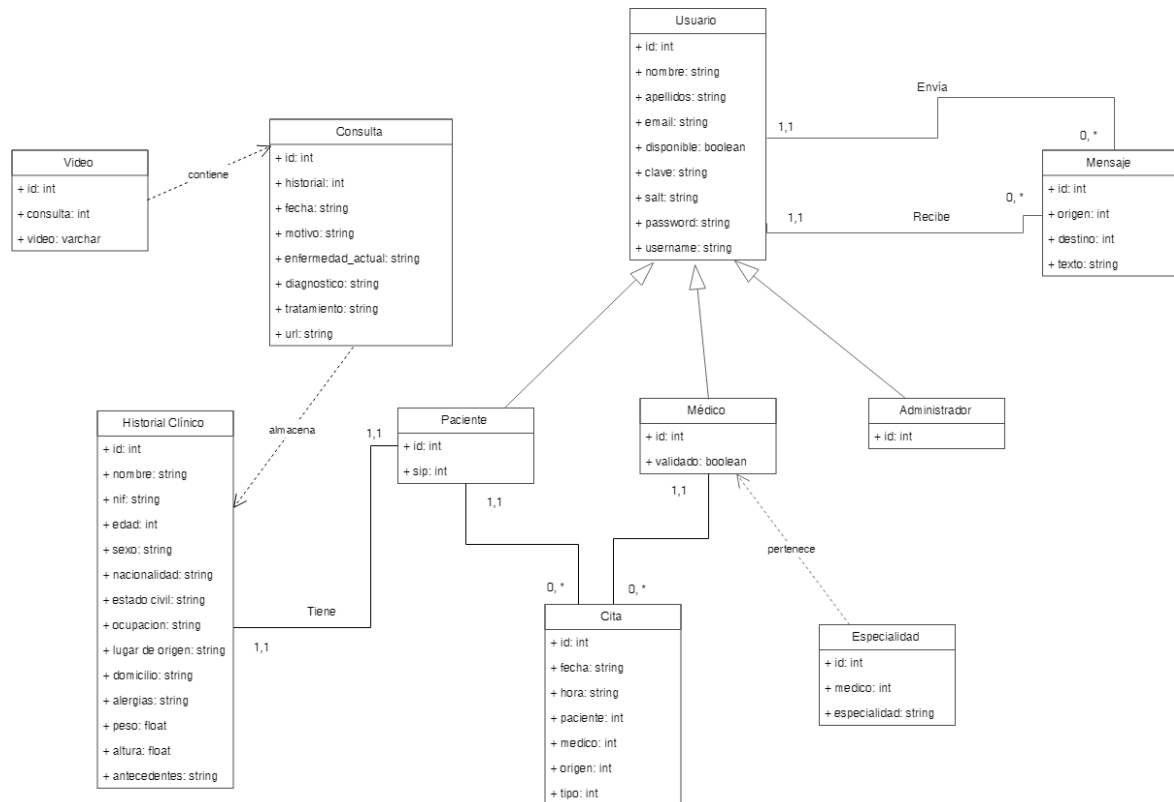 Usuario
+ id: int
+ nombre: string
+ apellidos: string
+ email: string
+ disponible: boolean
+ clave: string
+ salt: string
+ password: string
+ username: string
Envía
1,1
0, *
Mensaje
+ id: int
+ origen: int
+ destino: int
+ texto: string
0, *
1,1
Recibe
Consulta
+ id: int
+ historial: int
+ fecha: string
+ motivo: string
+ enfermedad_actual: string
+ diagnostico: string
+ tratamiento: string
+ url: string
Video
+ id: int
+ consulta: int
+ video: varchar
contiene
almacena
Historial Clínico
+ id: int
+ nombre: string
+ nif: string
+ edad: int
+ sexo: string
+ nacionalidad: string
+ estado civil: string
+ ocupacion: string
+ lugar de origen: string
+ domicilio: string
+ alergias: string
+ peso: float
+ altura: float
+ antecedentes: string
1,1
Tiene
1,1
Paciente
+ id: int
+ sip: int
1,1
Médico
+ id: int
+ validado: boolean
1,1
Administrador
+ id: int
pertenece
0, *
0, *
Cita
+ id: int
+ fecha: string
+ hora: string
+ paciente: int
+ medico: int
+ origen: int
+ tipo: int
Especialidad
+ id: int
+ medico: int
+ especialidad: string